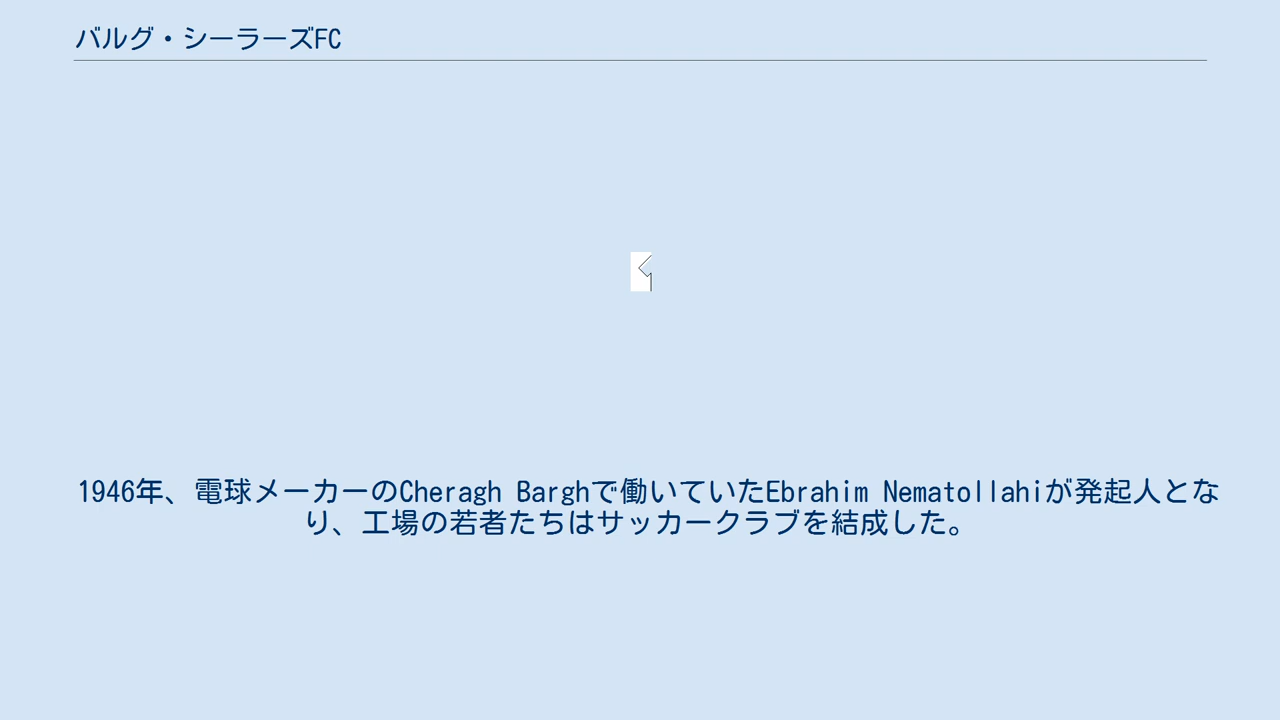 バルグ・シーラーズFC
1946年、電球メーカーのCheragh Barghで働いていたEbrahim Nematollahiが発起人とな
り、工場の若者たちはサッカークラブを結成した。